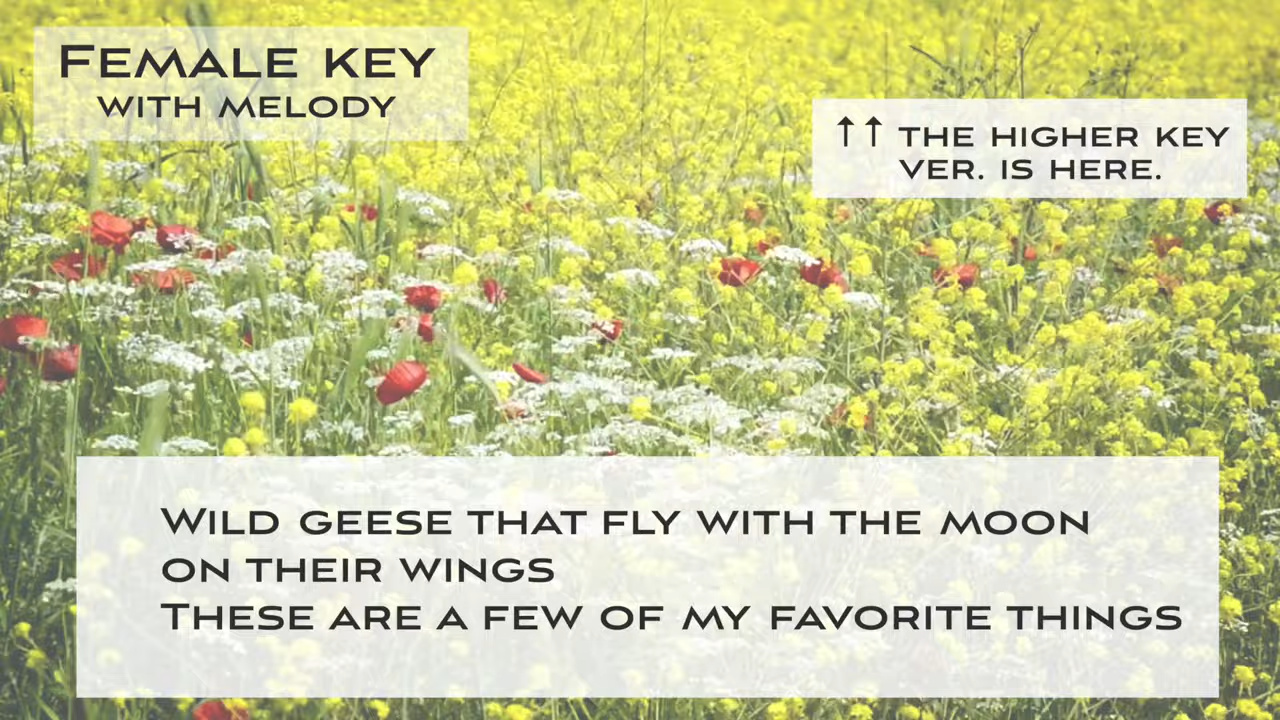 Female key
with melody
↑↑ the higher key
ver. is here.
Wild geese that fly with the moon
on their wings
These are a few of my favorite things